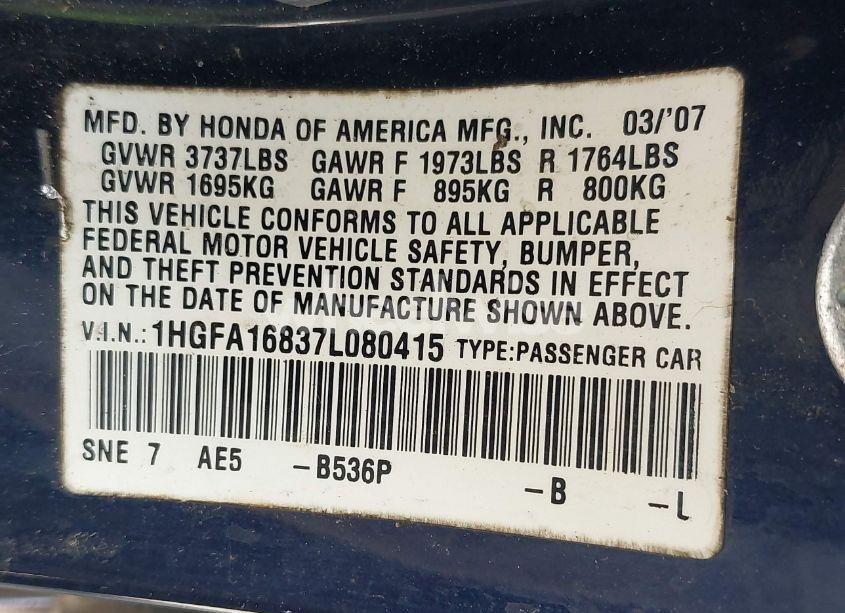 MFD. BY HONDA OF AMERICA MFG., INC. 03/'07
GVWR 3737LBS GAWR F 1973LBS R 1764LBS
GVWR 1695KG GAWR F 895KG R 800KG
THIS VEHICLE CONFORMS TO ALL APPLICABLE
FEDERAL MOTOR VEHICLE SAFETY, BUMPER,
AND THEFT PREVENTION STANDARDS IN EFFECT
ON THE DATE OF MANUFACTURE SHOWN ABOVE.
V.I.N.: 1HGFA16837L080415 TYPE:PASSENGER CAR
SNE 7 AE5 -B536P -B -L